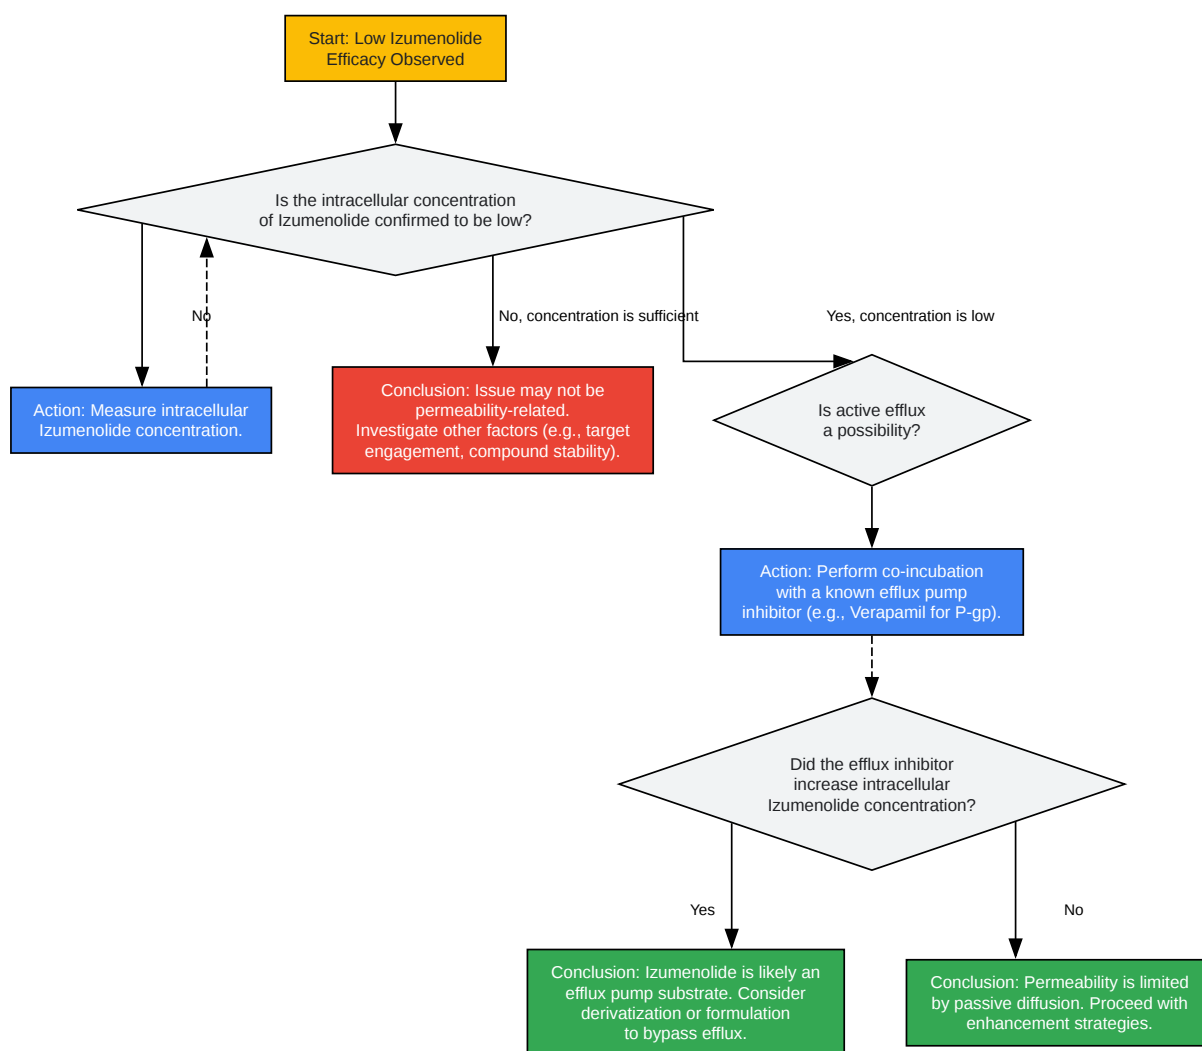 Start: Low Izumenolide
Efficacy Observed
Is the intracellular concentration
of Izumenolide confirmed to be low?
No
No, concentration is sufficient
Yes, concentration is low
Action: Measure intracellular
Izumenolide concentration.
Conclusion: Issue may not be
permeability-related.
Investigate other factors (e.g., target
engagement, compound stability).
Is active efflux
a possibility?
Action: Perform co-incubation
with a known efflux pump
inhibitor (e.g., Verapamil for P-gp).
Did the efflux inhibitor
increase intracellular
Izumenolide concentration?
Yes
No
Conclusion: Izumenolide is likely an
efflux pump substrate. Consider
derivatization or formulation
to bypass efflux.
Conclusion: Permeability is limited
by passive diffusion. Proceed with
enhancement strategies.